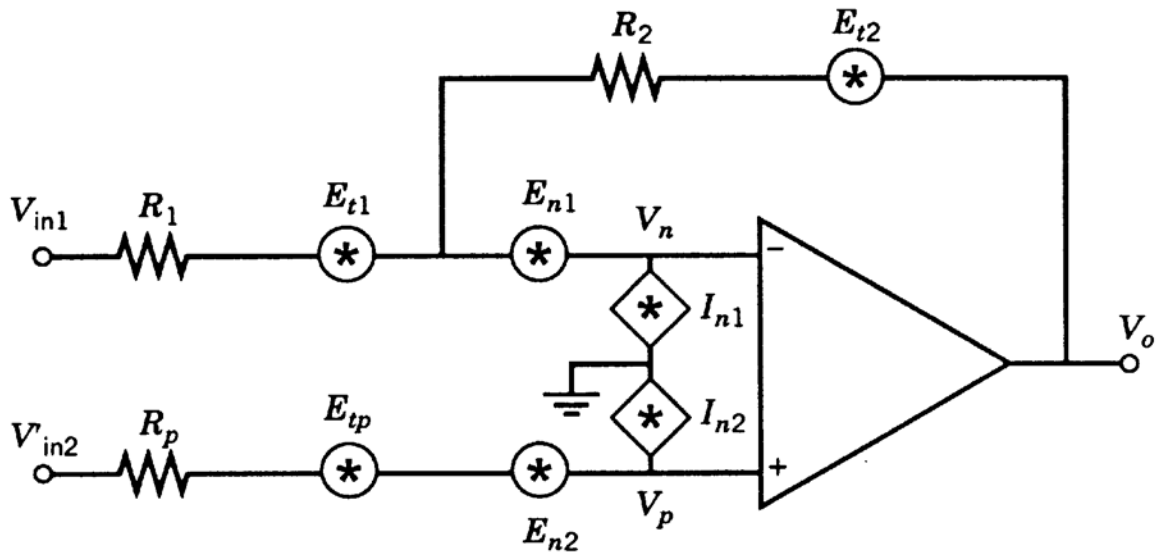 R2
Et2
Vin1
R1
Et1
En1
Vn
−
In1
Vo
V'in2
Rp
Etp
In2
+
En2
Vp